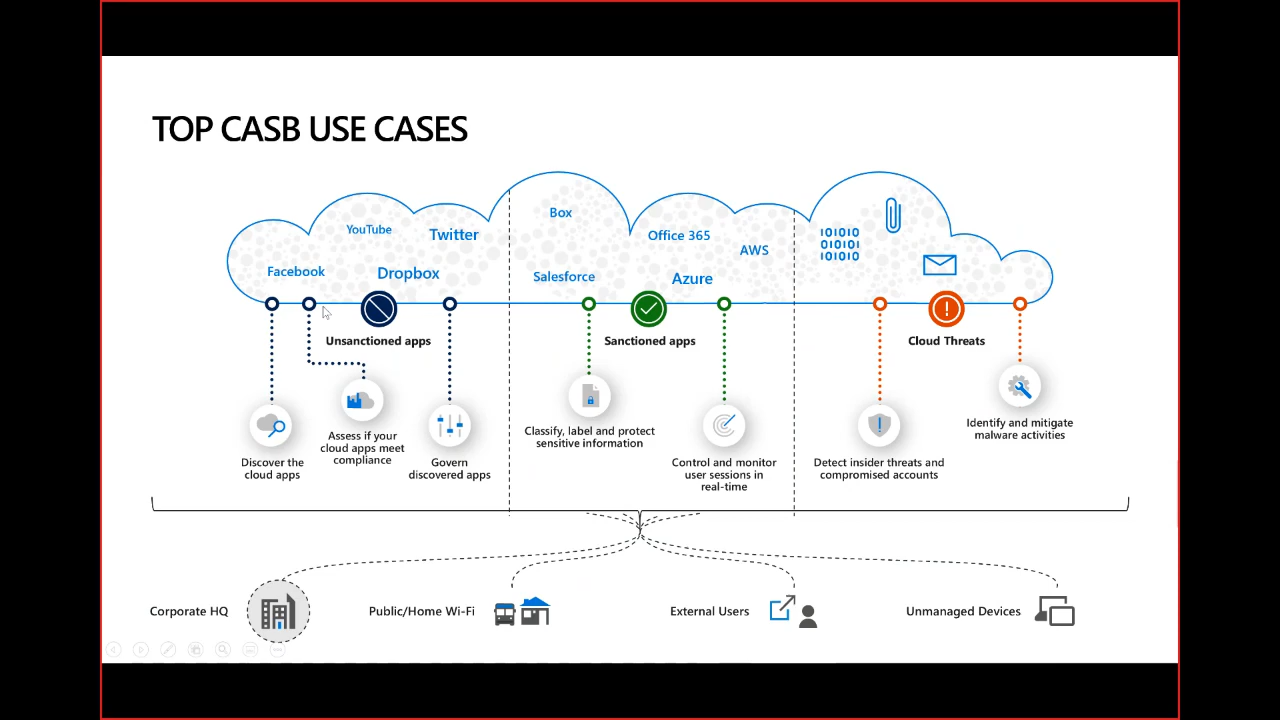 TOP CASB USE CASES
Box
YouTube
Twitter
Office 365
AWS
Facebook
Dropbox
Salesforce
Azure
010101
010101
010101
Unsanctioned apps
Sanctioned apps
Cloud Threats
Discover the
cloud apps
Assess if your
cloud apps meet
compliance
Govern
discovered apps
Classify, label and protect
sensitive information
Control and monitor
user sessions in
real-time
Detect insider threats and
compromised accounts
Identify and mitigate
malware activities
Corporate HQ
Public/Home Wi-Fi
External Users
Unmanaged Devices